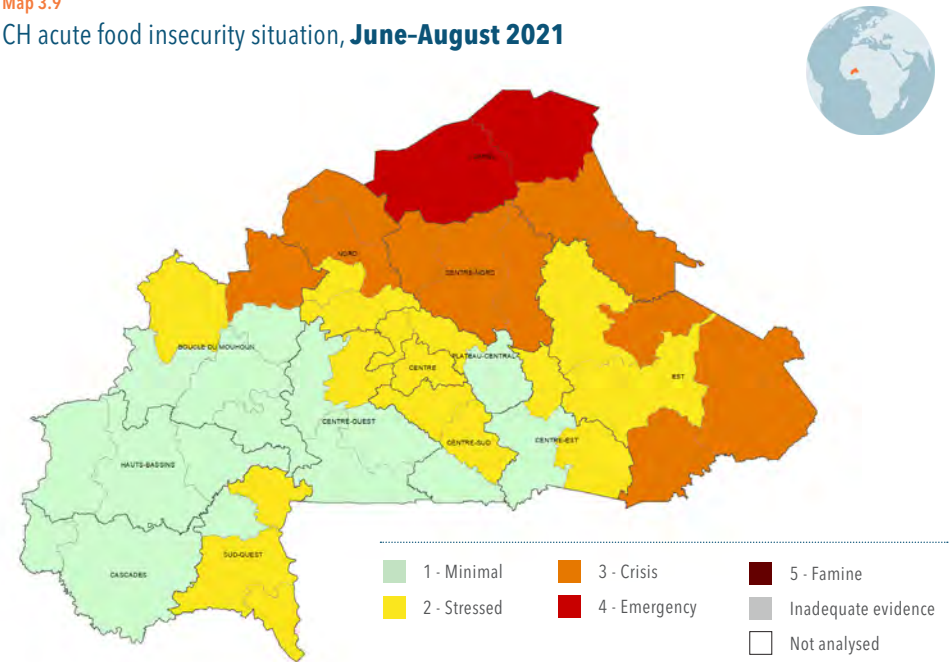 Map 3.9
CH acute food insecurity situation, June–August 2021
NORD
CENTRE-NORD
BOUCLE DU MOUHOUN
PLATEAU-CENTRAL
CENTRE
EST
CENTRE-OUEST
CENTRE-SUD
CENTRE-EST
HAUTS-BASSINS
SUD-OUEST
CASCADES
1 - Minimal
2 - Stressed
3 - Crisis
4 - Emergency
5 - Famine
Inadequate evidence
Not analysed